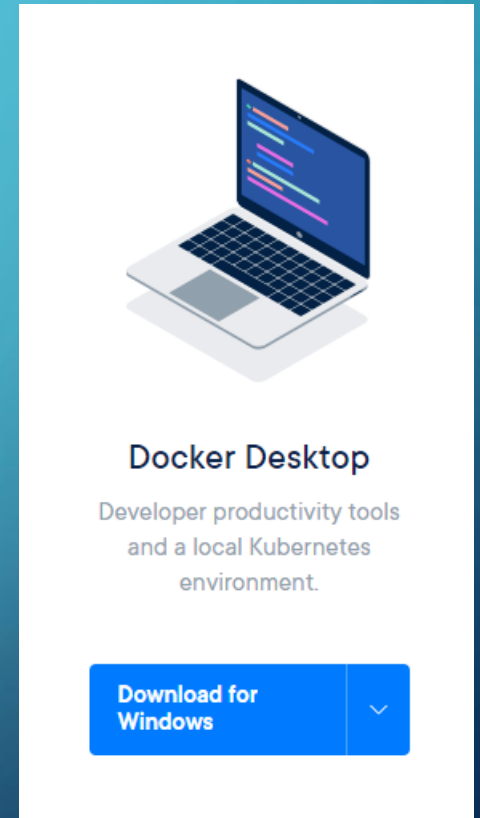 Docker Desktop
Developer productivity tools
and a local Kubernetes
environment.
Download for
Windows